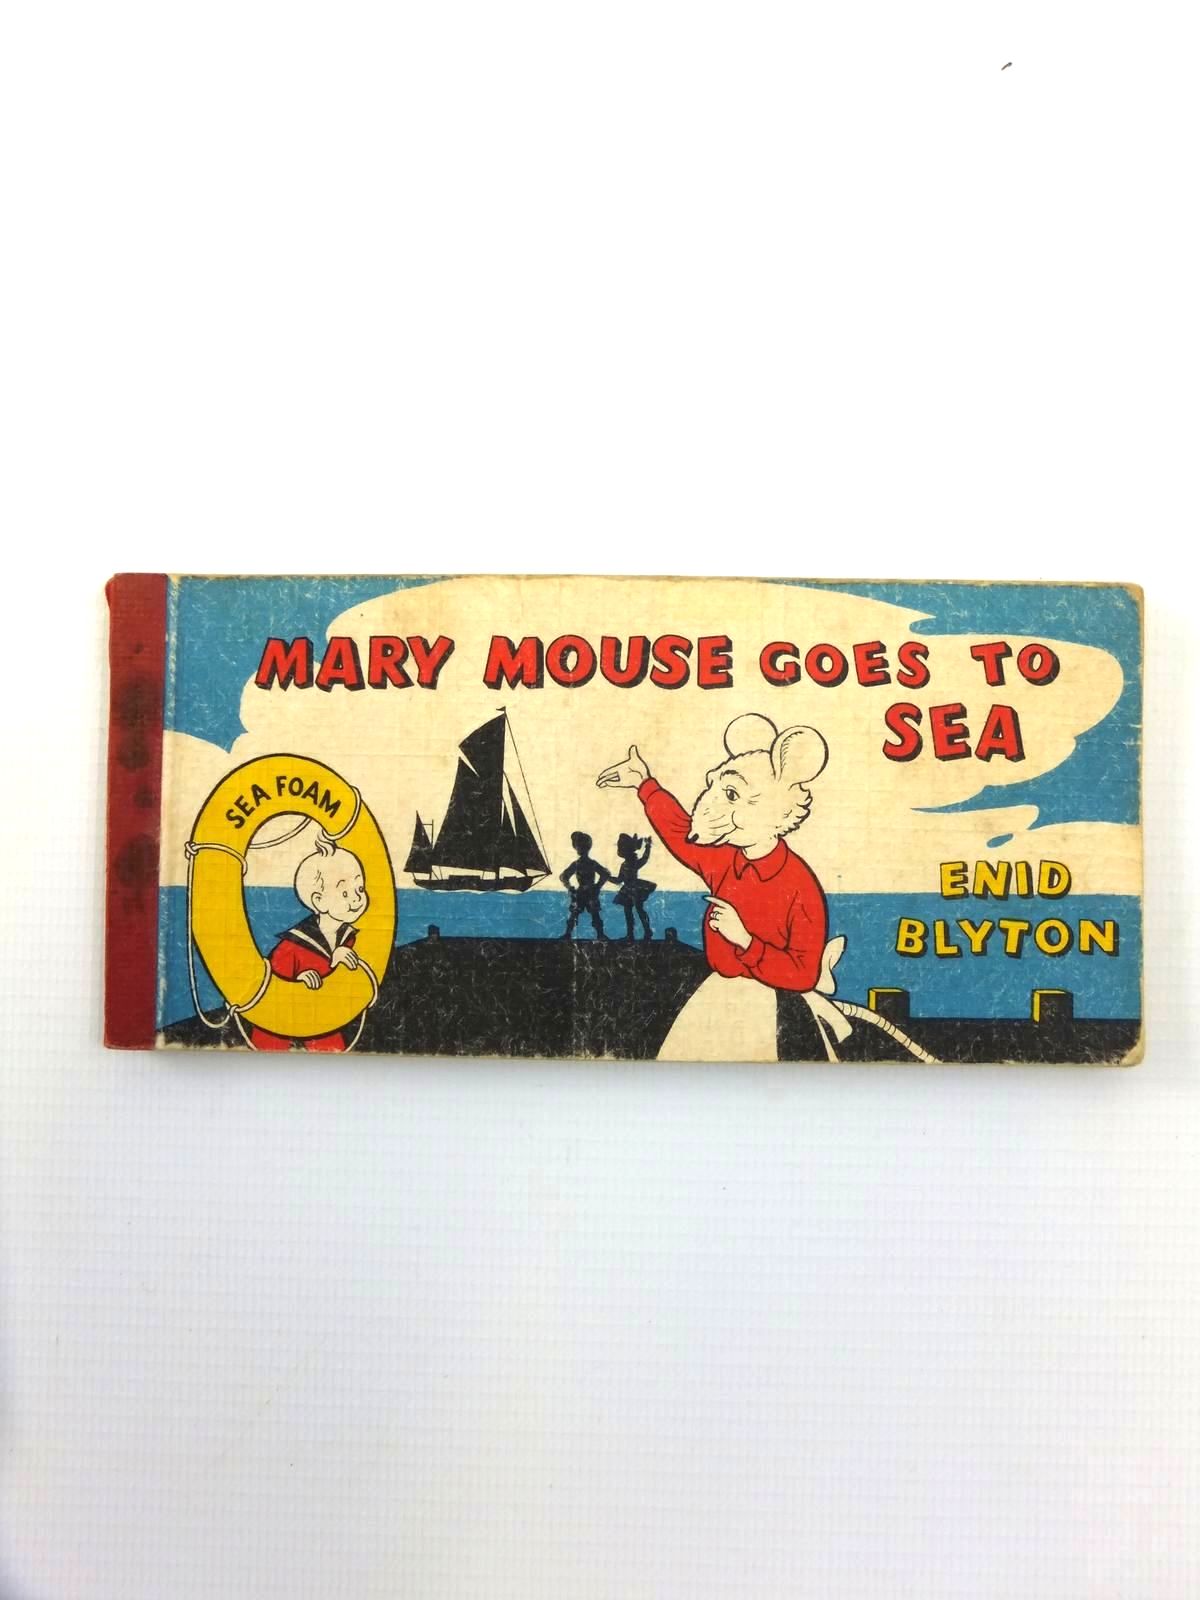 MARY MOUSE GOES TO
SEA
SEA FOAM
ENID
BLYTON